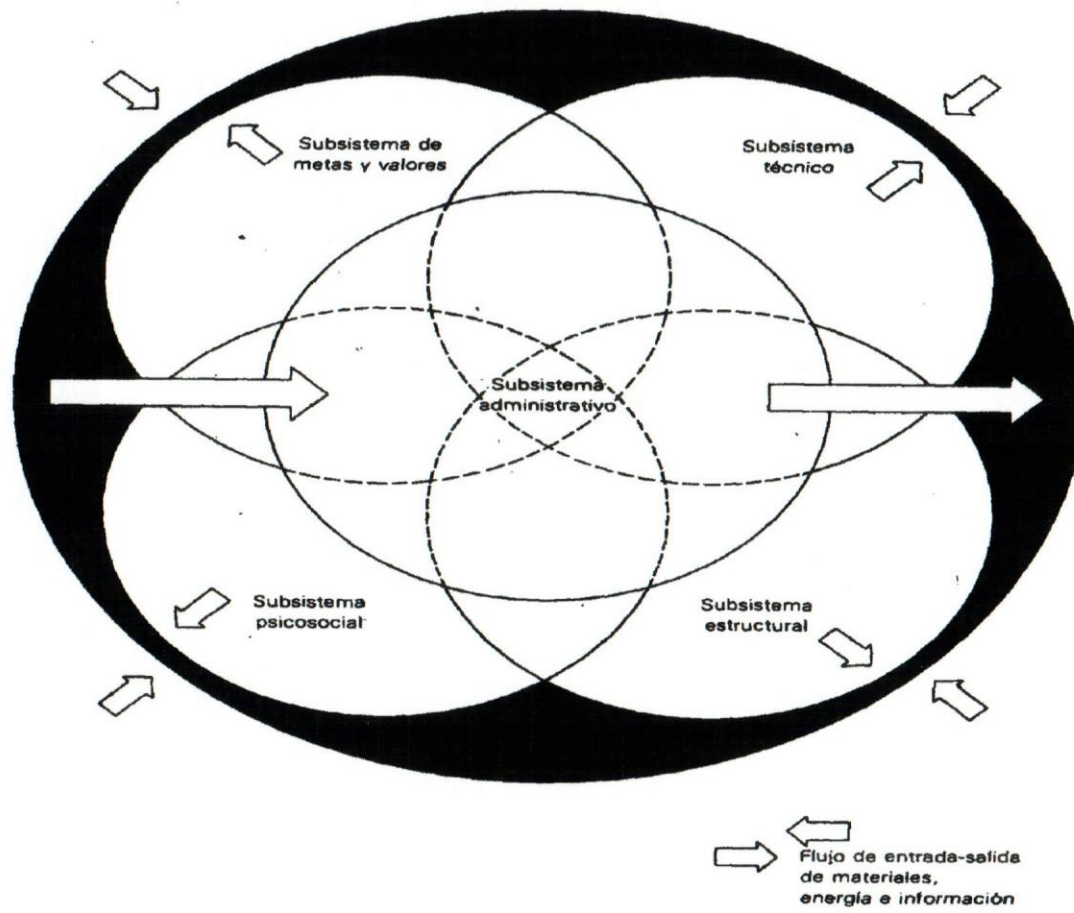 Subsistema de
metas y valores
Subsistema
técnico
Subsistema
administrativo
Subsistema
psicosocial
Subsistema
estructural
Flujo de entrada-salida
de materiales,
energía e información